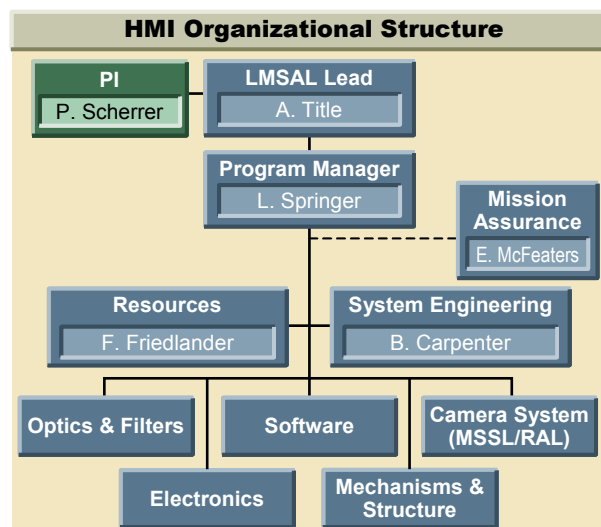 HMI Organizational Structure
PI
P. Scherrer
LMSAL Lead
A. Title
Program Manager
L. Springer
Mission
Assurance
E. McFeaters
Resources
F. Friedlander
System Engineering
B. Carpenter
Optics & Filters
Software
Camera System
(MSSL/RAL)
Electronics
Mechanisms &
Structure